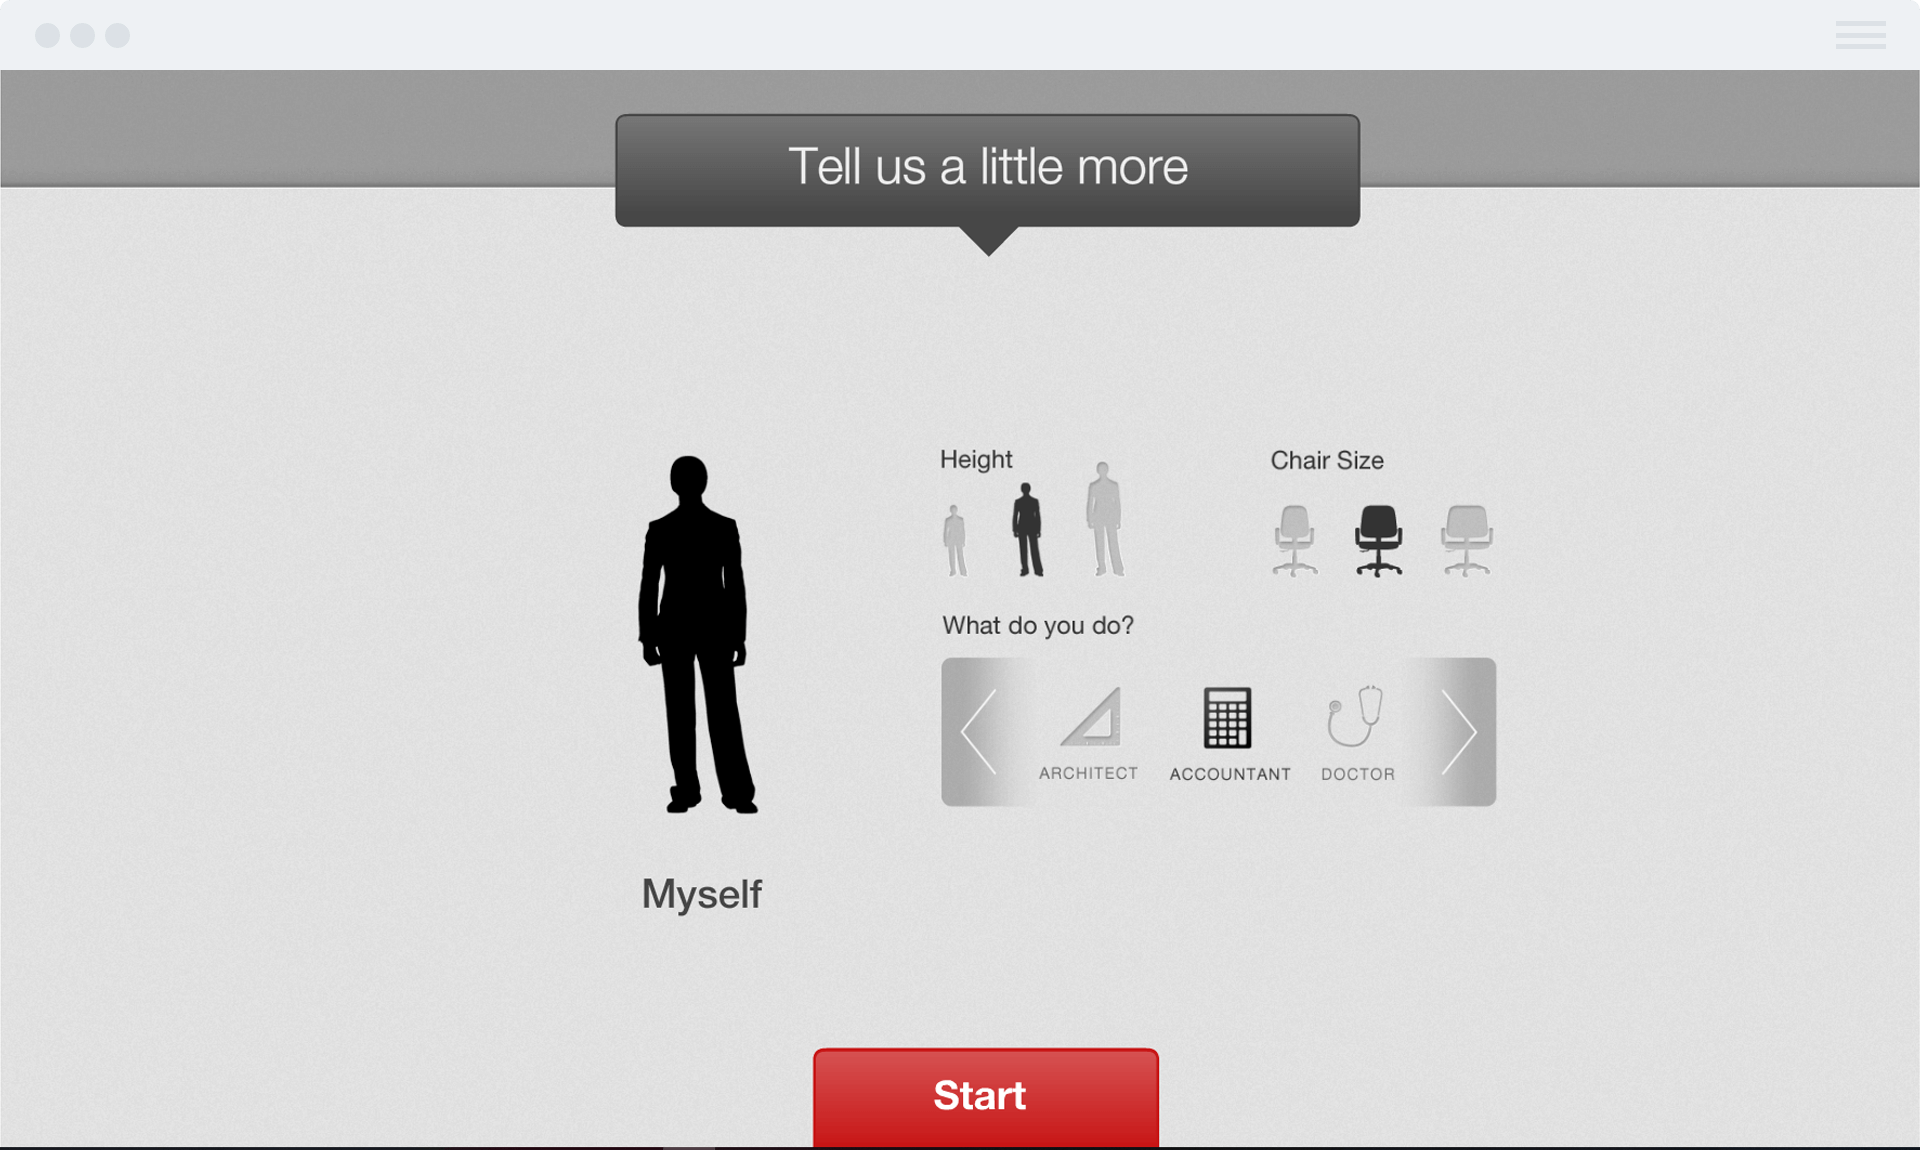 Tell us a little more
Height
Chair Size
What do you do?
ARCHITECT
ACCOUNTANT
DOCTOR
Myself
Start